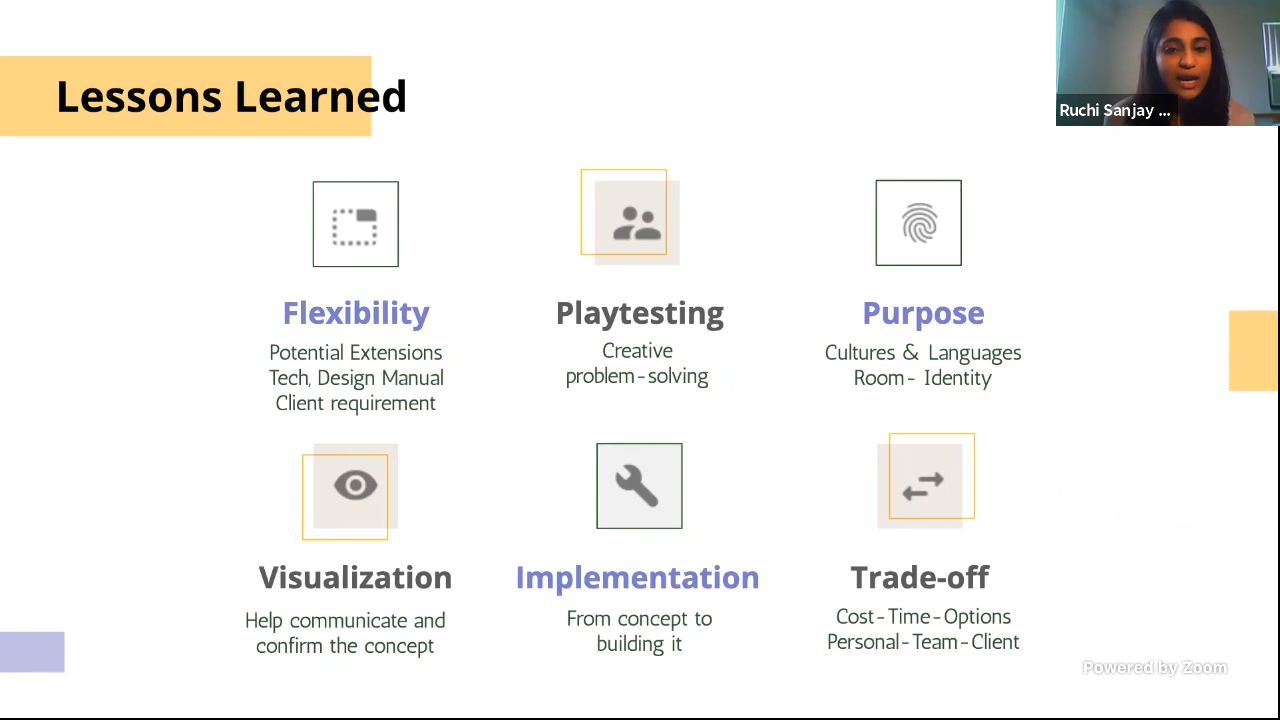 Lessons Learned
Ruchi Sanjay ...
Flexibility
Potential Extensions
Tech, Design Manual
Client requirement
Playtesting
Creative
problem-solving
Purpose
Cultures & Languages
Room- Identity
Visualization
Help communicate and
confirm the concept
Implementation
From concept to
building it
Trade-off
Cost-Time-Options
Personal-Team-Client
Powered by Zoom